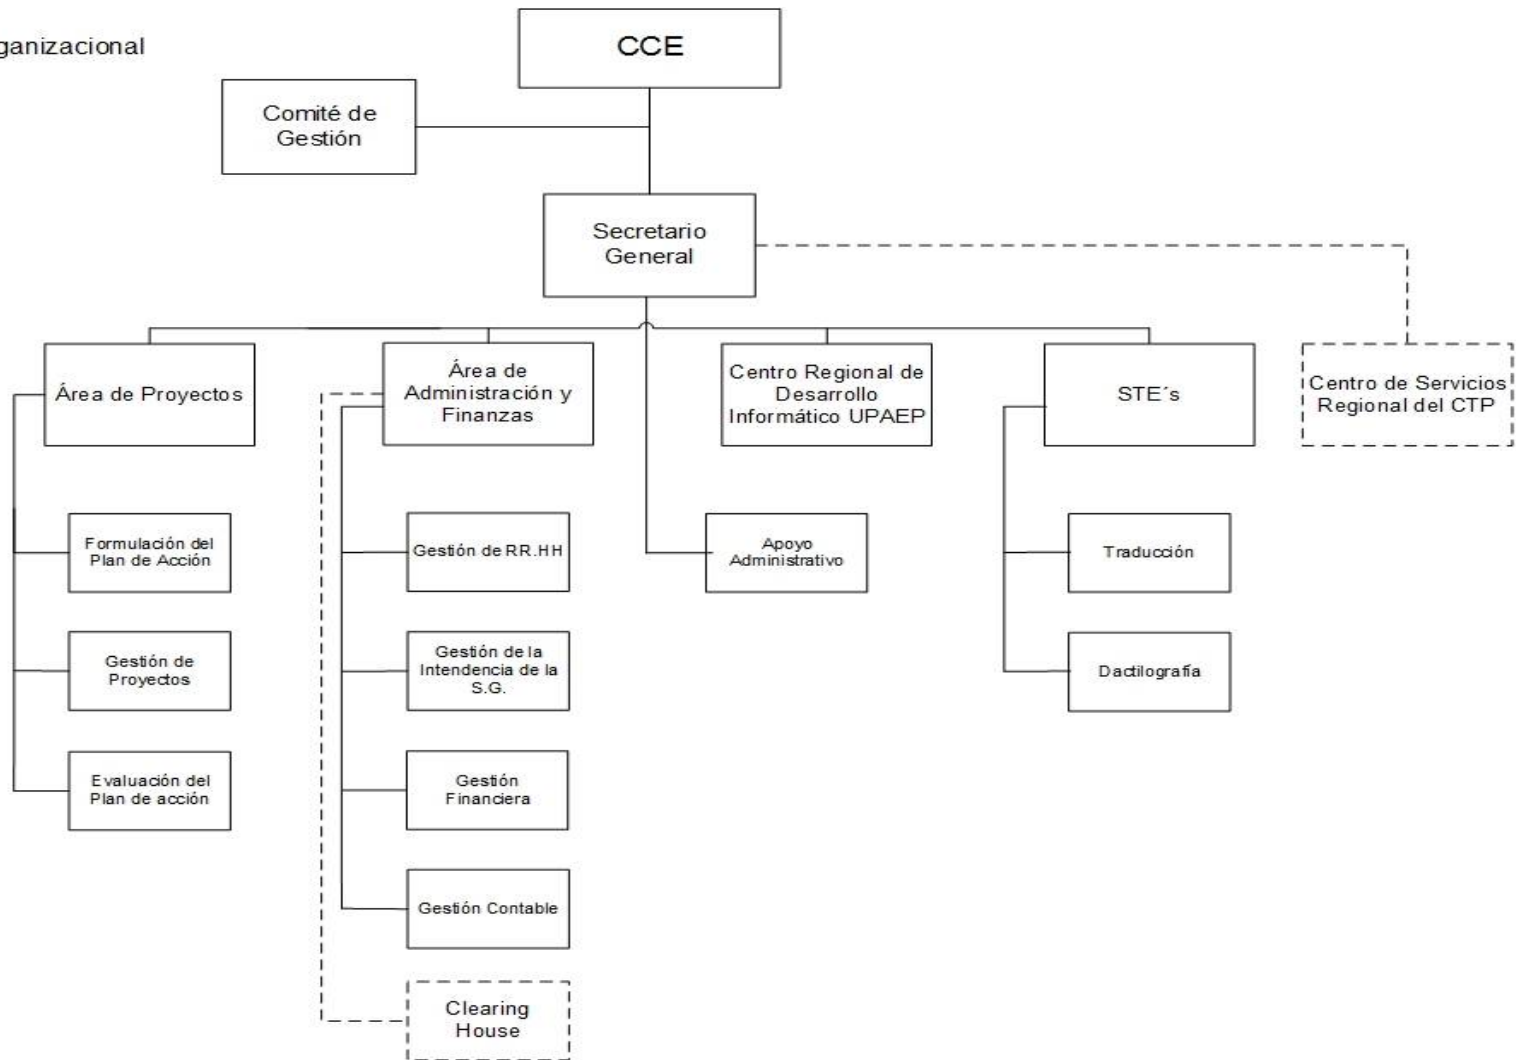 ganizacional
CCE
Comité de
Gestión
Secretario
General
Área de Proyectos
Área de
Administración y
Finanzas
Centro Regional de
Desarrollo
Informático UPAEP
STE´s
Centro de Servicios
Regional del CTP
Formulación del
Plan de Acción
Gestión de RR.HH
Apoyo
Administrativo
Traducción
Gestión de
Proyectos
Gestión de la
Intendencia de la
S.G.
Dactilografía
Evaluación del
Plan de acción
Gestión
Financiera
Gestión Contable
Clearing
House